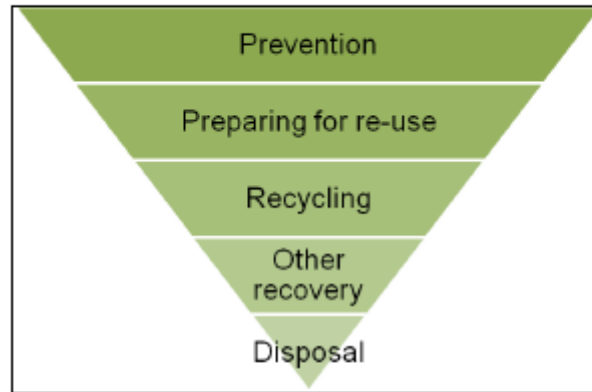 Prevention
Preparing for re-use
Recycling
Other
recovery
Disposal